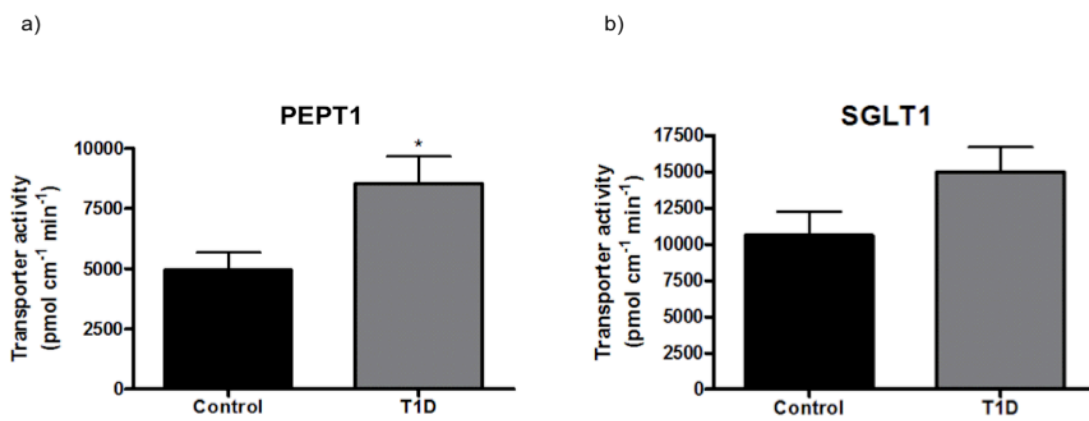 a)
b)
PEPT1
Transporter activity
(pmol cm⁻¹ min⁻¹)
10000
*
7500
5000
2500
0
Control
T1D
SGLT1
Transporter activity
(pmol cm⁻¹ min⁻¹)
17500
15000
12500
10000
7500
5000
2500
0
Control
T1D